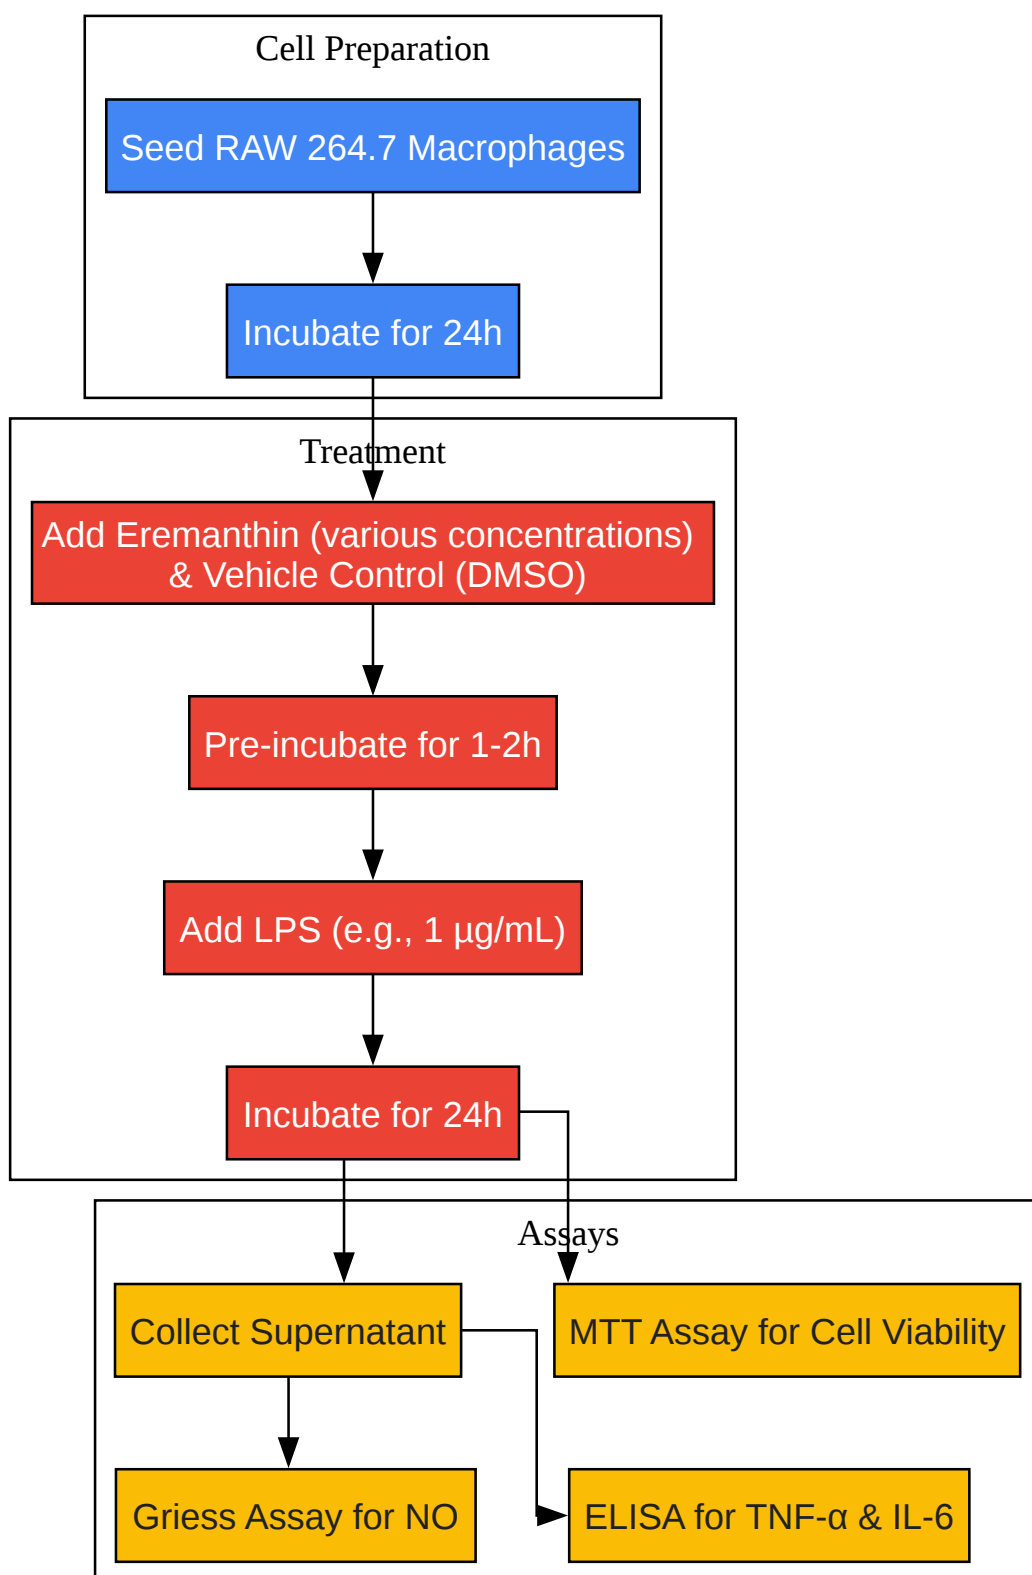 Cell Preparation
Seed RAW 264.7 Macrophages
Incubate for 24h
Treatment
Add Eremanthin (various concentrations)
& Vehicle Control (DMSO)
Pre-incubate for 1-2h
Add LPS (e.g., 1 µg/mL)
Incubate for 24h
Assays
Collect Supernatant
MTT Assay for Cell Viability
Griess Assay for NO
ELISA for TNF-α & IL-6